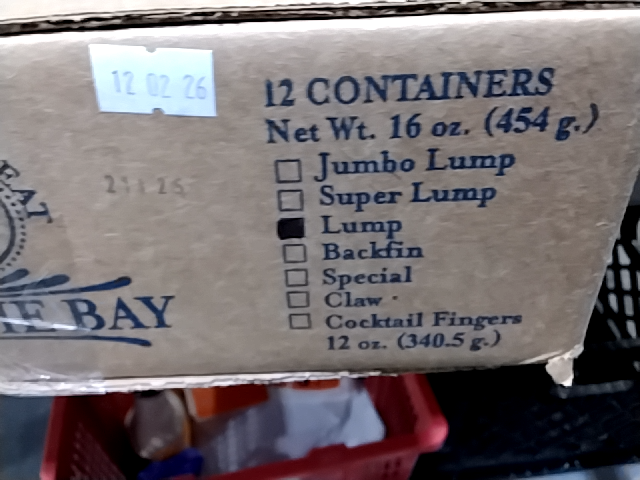 12 02 26
12 CONTAINERS
Net Wt. 16 oz. (454 g.)
Jumbo Lump
Super Lump
Lump
Backfin
Special
Claw
Cocktail Fingers
12 oz. (340.5 g.)
EAT
BAY